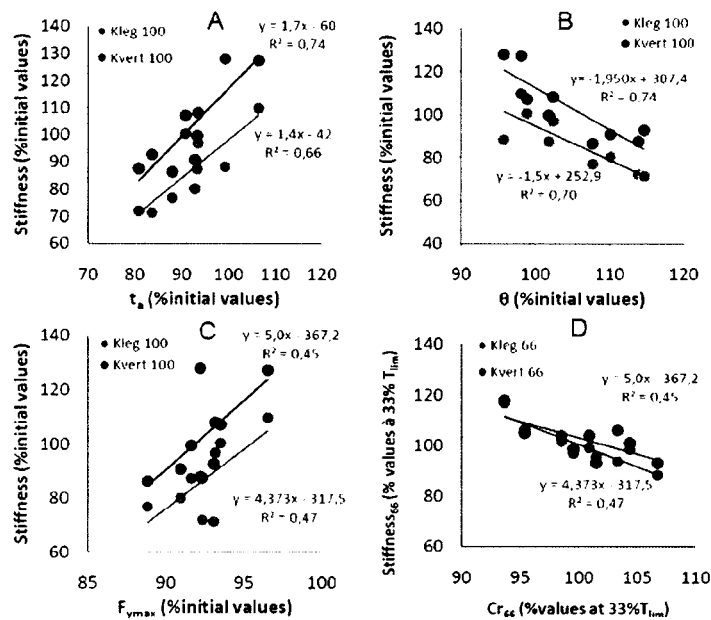 A
Kleg 100
Kvert 100
y = 1,7x - 60
R² = 0,74
y = 1,4x - 42
R² = 0,66
Stiffness (%initial values)
140
130
120
110
100
90
80
70
60
70
80
90
100
110
120
tₐ (%initial values)
B
Kleg 100
Kvert 100
y= -1,950x + 307,4
R² = 0,74
y = -1,5x + 252,9
R² = 0,70
Stiffness (%initial values)
140
120
100
80
60
40
90
100
110
120
θ (%initial values)
C
Kleg 100
Kvert 100
y = 5,0x - 367,2
R² = 0,45
y = 4,373x - 317,5
R² = 0,47
Stiffness (%initial values)
140
120
100
80
60
85
90
95
100
Fymax (%initial values)
D
Kleg 66
Kvert 66
y = 5,0x - 367,2
R² = 0,45
y = 4,373x - 317,5
R² = 0,47
Stiffness66 (% values à 33% Tlim)
140
120
100
80
60
90
95
100
105
110
Cr66 (%values at 33%Tlim)